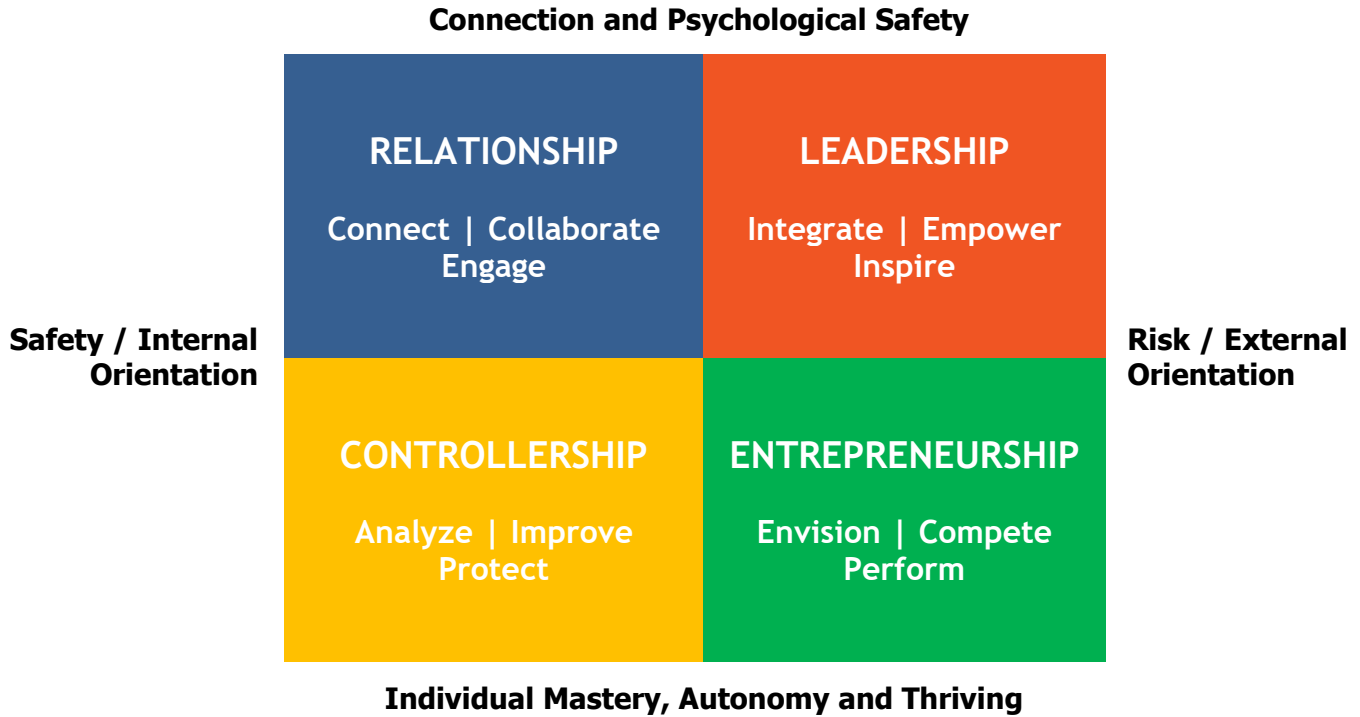 Connection and Psychological Safety
RELATIONSHIP
Connect | Collaborate
Engage
LEADERSHIP
Integrate | Empower
Inspire
Safety / Internal
Orientation
Risk / External
Orientation
CONTROLLERSHIP
Analyze | Improve
Protect
ENTREPRENEURSHIP
Envision | Compete
Perform
Individual Mastery, Autonomy and Thriving